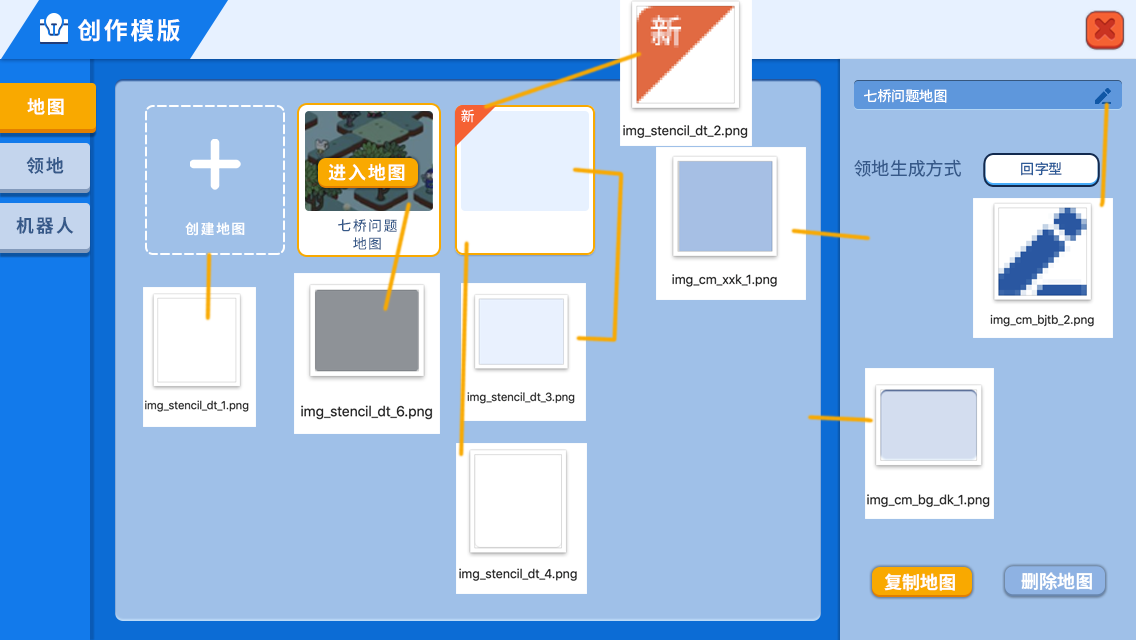 创作模版
地图
领地
机器人
创建地图
进入地图
七桥问题
地图
新
新
img_stencil_dt_2.png
img_stencil_dt_1.png
img_stencil_dt_6.png
img_stencil_dt_3.png
img_stencil_dt_4.png
img_cm_xxk_1.png
七桥问题地图
领地生成方式
回字型
img_cm_bjtb_2.png
img_cm_bg_dk_1.png
复制地图
删除地图